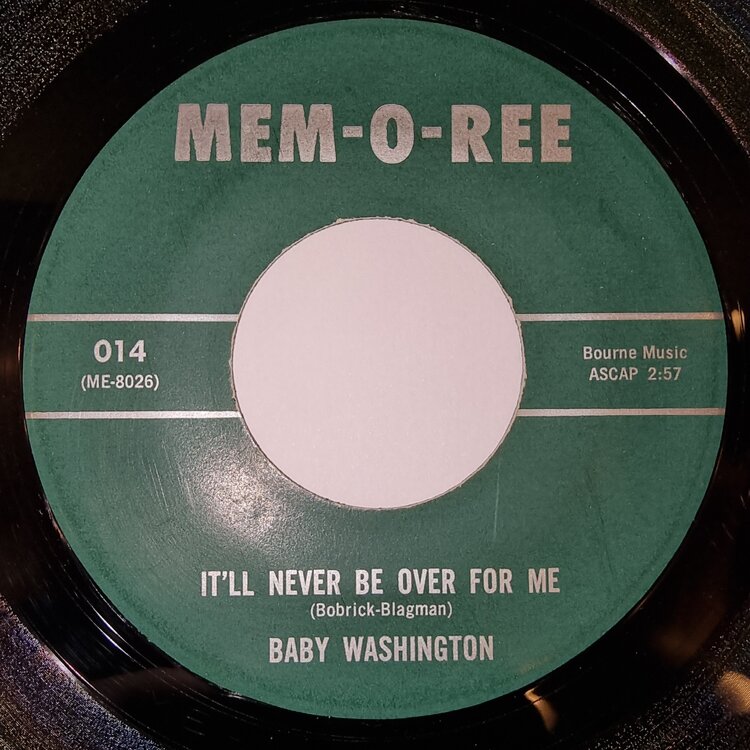 MEM-O-REE
014
(ME-8026)
Bourne Music
ASCAP 2:57
IT'LL NEVER BE OVER FOR ME
(Bobrick-Blagman)
BABY WASHINGTON